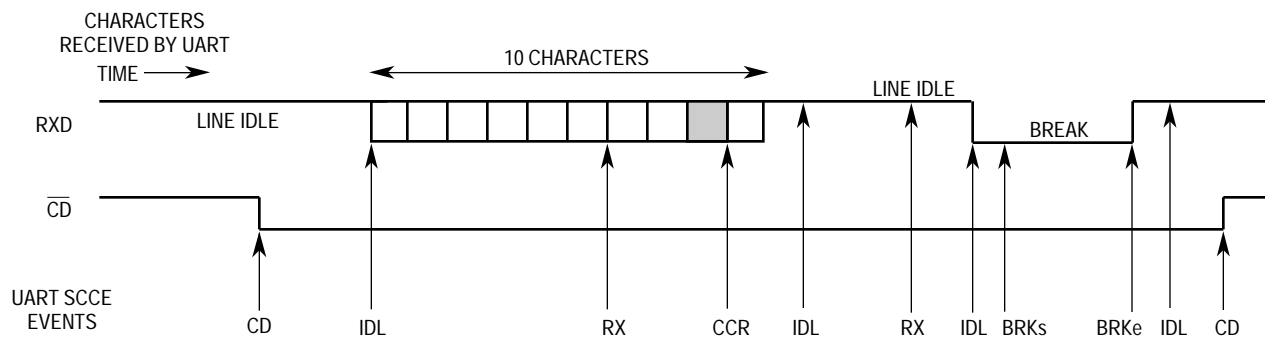 CHARACTERS
RECEIVED BY UART
TIME
10 CHARACTERS
RXD
LINE IDLE
LINE IDLE
BREAK
CD
UART SCCE
EVENTS
CD
IDL
RX
CCR
IDL
RX
IDL
BRKs
BRKe
IDL
CD